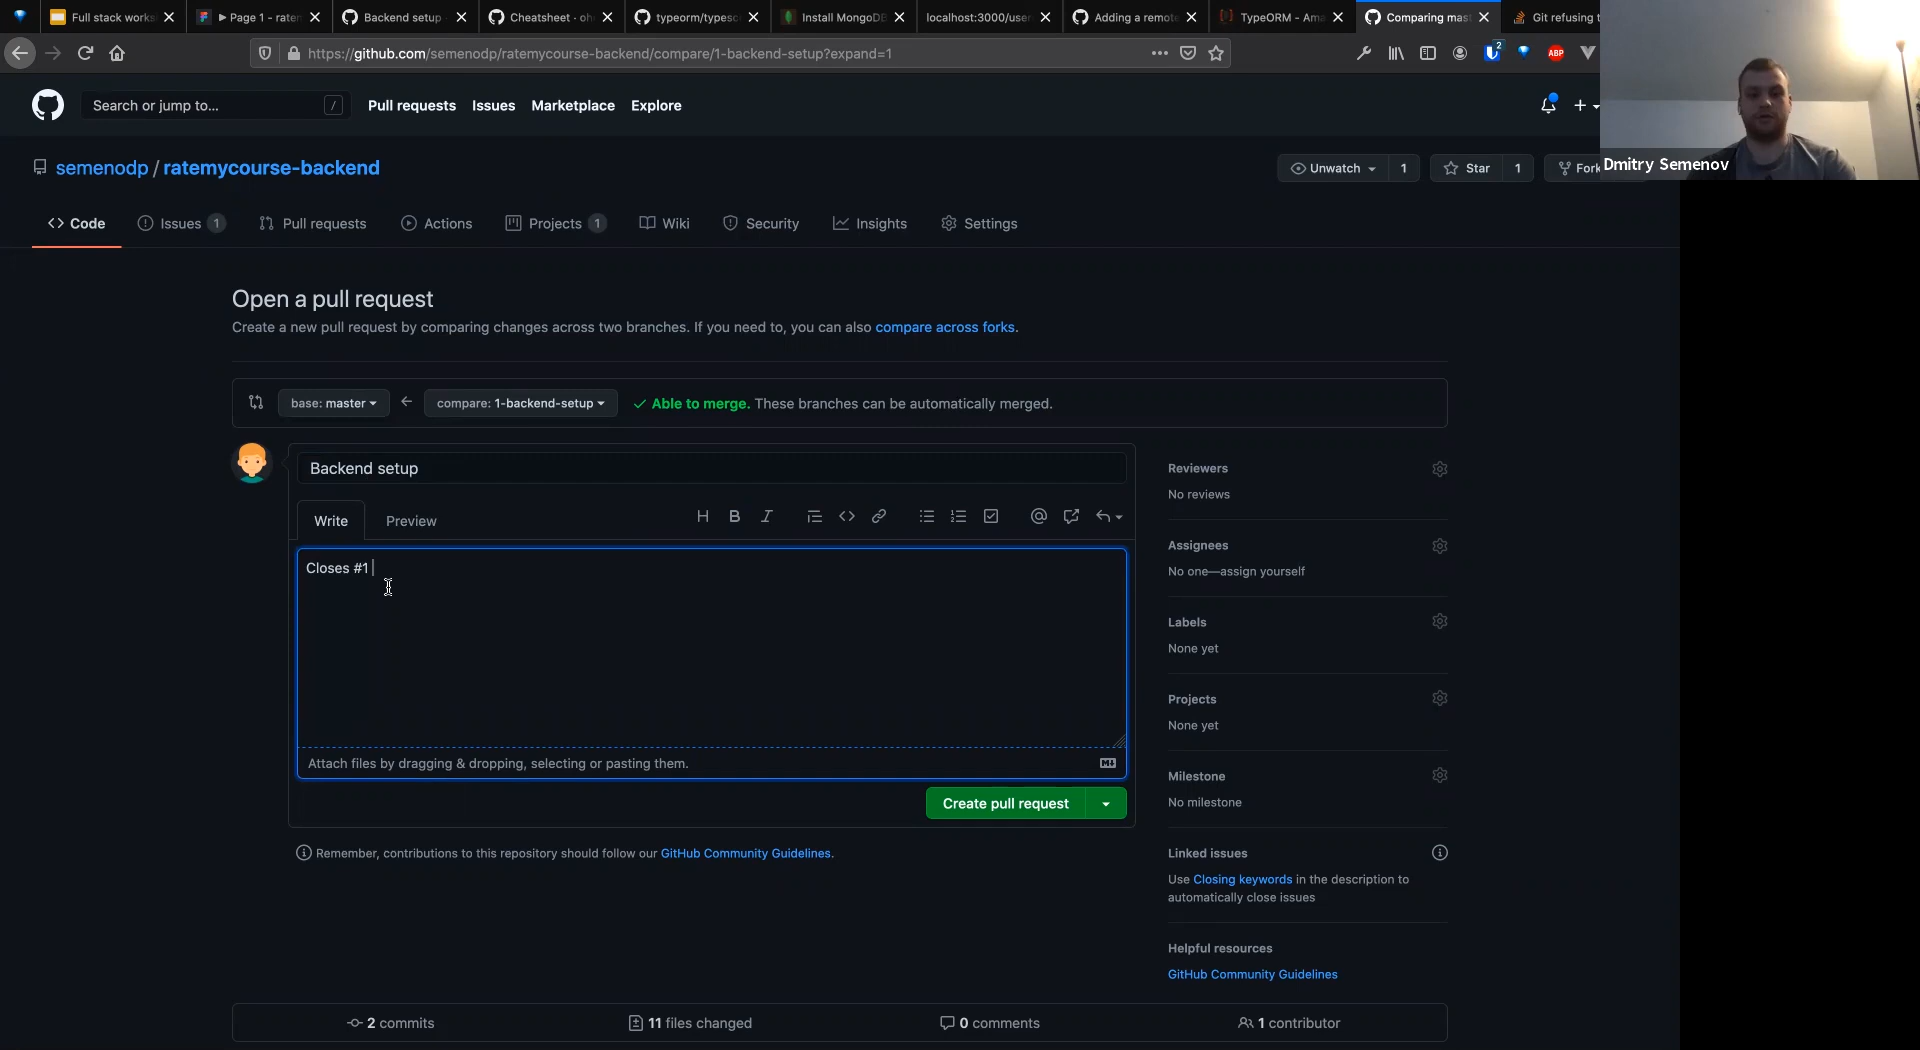 Full stack works
Page 1 - rater
Backend setup
Cheatsheet - oh
typeorm/typesc
Install MongoDB
localhost:3000/user
Adding a remote
TypeORM - Ama
Comparing mast
Git refusing t
https://github.com/semenodp/ratemycourse-backend/compare/1-backend-setup?expand=1
2
ABP
Search or jump to...
/
Pull requests
Issues
Marketplace
Explore
Dmitry Semenov
semenodp / ratemycourse-backend
Unwatch 1
Star 1
Fork
Code
Issues 1
Pull requests
Actions
Projects 1
Wiki
Security
Insights
Settings
Open a pull request
Create a new pull request by comparing changes across two branches. If you need to, you can also compare across forks.
base: master
compare: 1-backend-setup
Able to merge. These branches can be automatically merged.
Backend setup
Write
Preview
H B I
Closes #1
Attach files by dragging & dropping, selecting or pasting them.
Create pull request
Remember, contributions to this repository should follow our GitHub Community Guidelines.
Reviewers
No reviews
Assignees
No one—assign yourself
Labels
None yet
Projects
None yet
Milestone
No milestone
Linked issues
Use Closing keywords in the description to
automatically close issues
Helpful resources
GitHub Community Guidelines
2 commits
11 files changed
0 comments
1 contributor